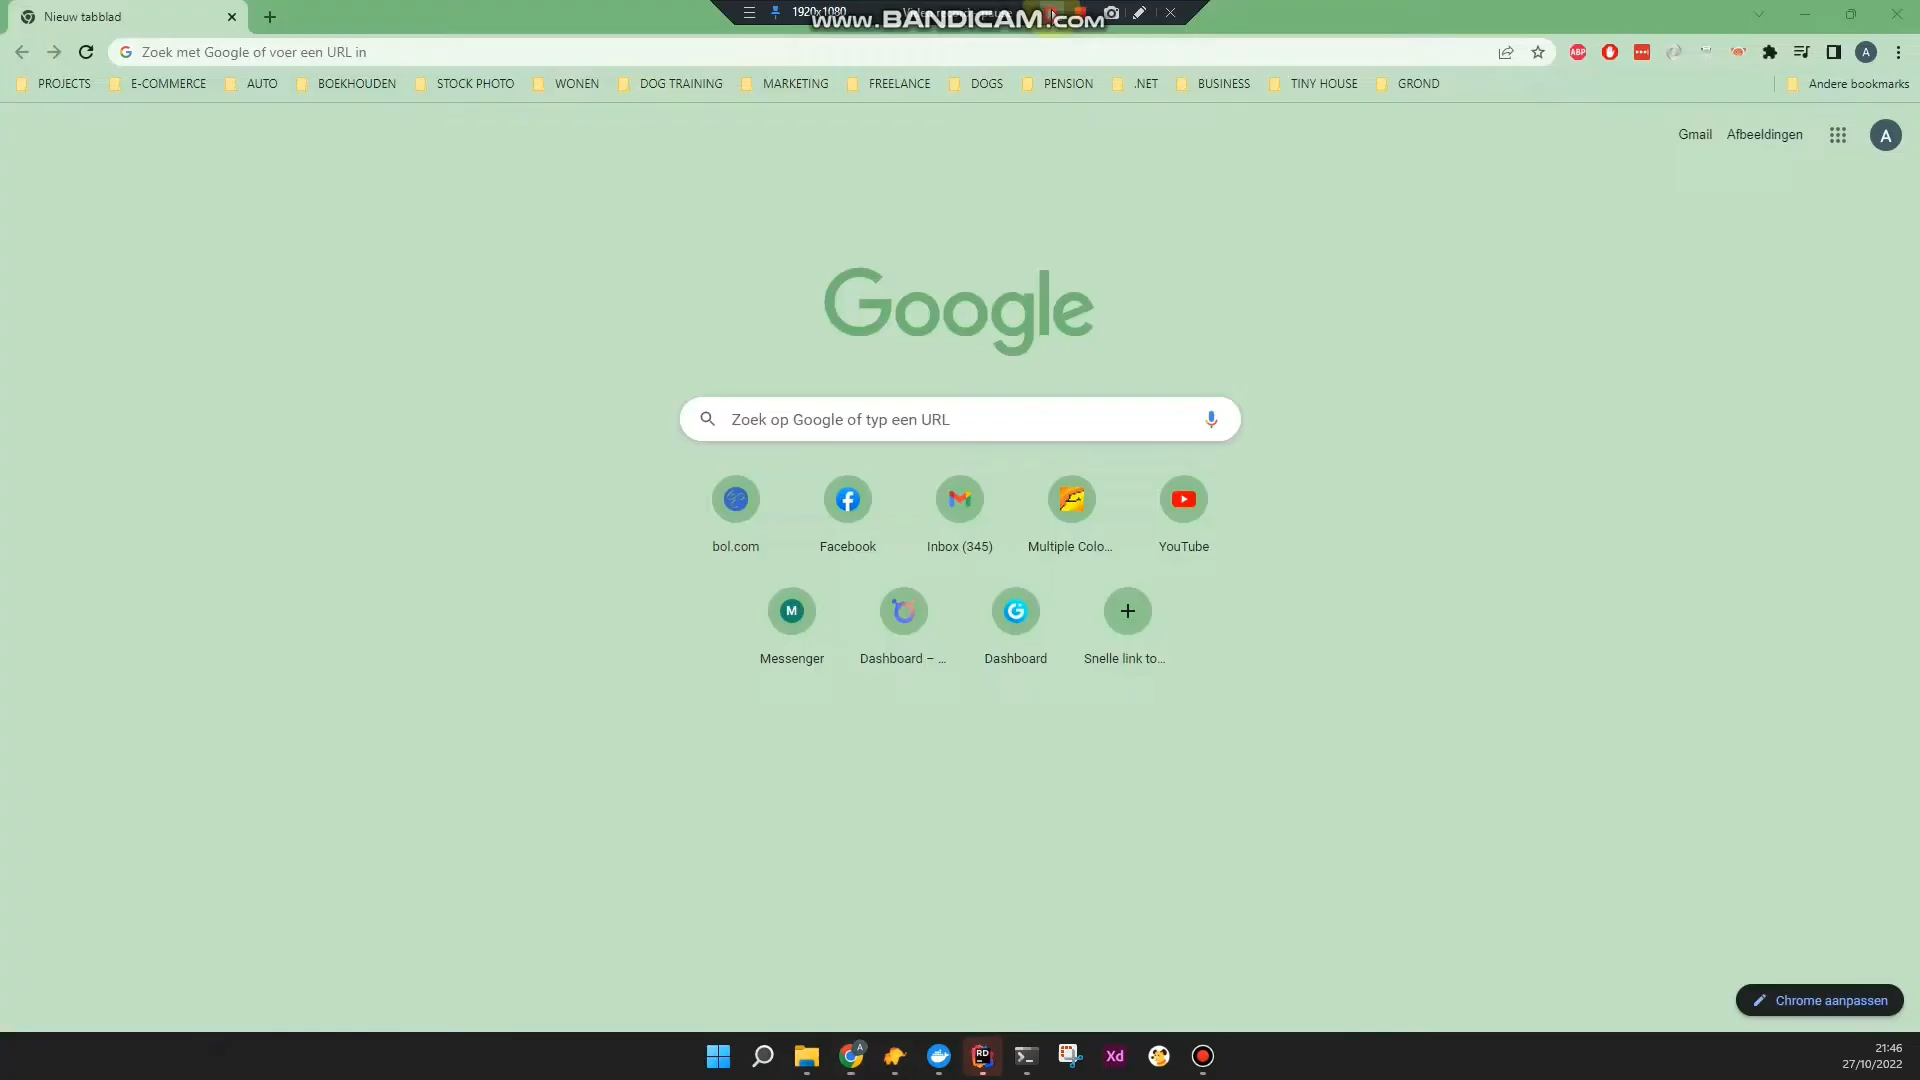 Nieuw tabblad
1920x1080
www.BANDICAM.com
Zoek met Google of voer een URL in
ABP
A
PROJECTS
E-COMMERCE
AUTO
BOEKHOUDEN
STOCK PHOTO
WONEN
DOG TRAINING
MARKETING
FREELANCE
DOGS
PENSION
.NET
BUSINESS
TINY HOUSE
GROND
Andere bookmarks
Gmail
Afbeeldingen
A
Google
Zoek op Google of typ een URL
bol.com
Facebook
Inbox (345)
Multiple Colo...
YouTube
M
Messenger
Dashboard – ...
Dashboard
Snelle link to...
Chrome aanpassen
A
RD
Xd
21:46
27/10/2022